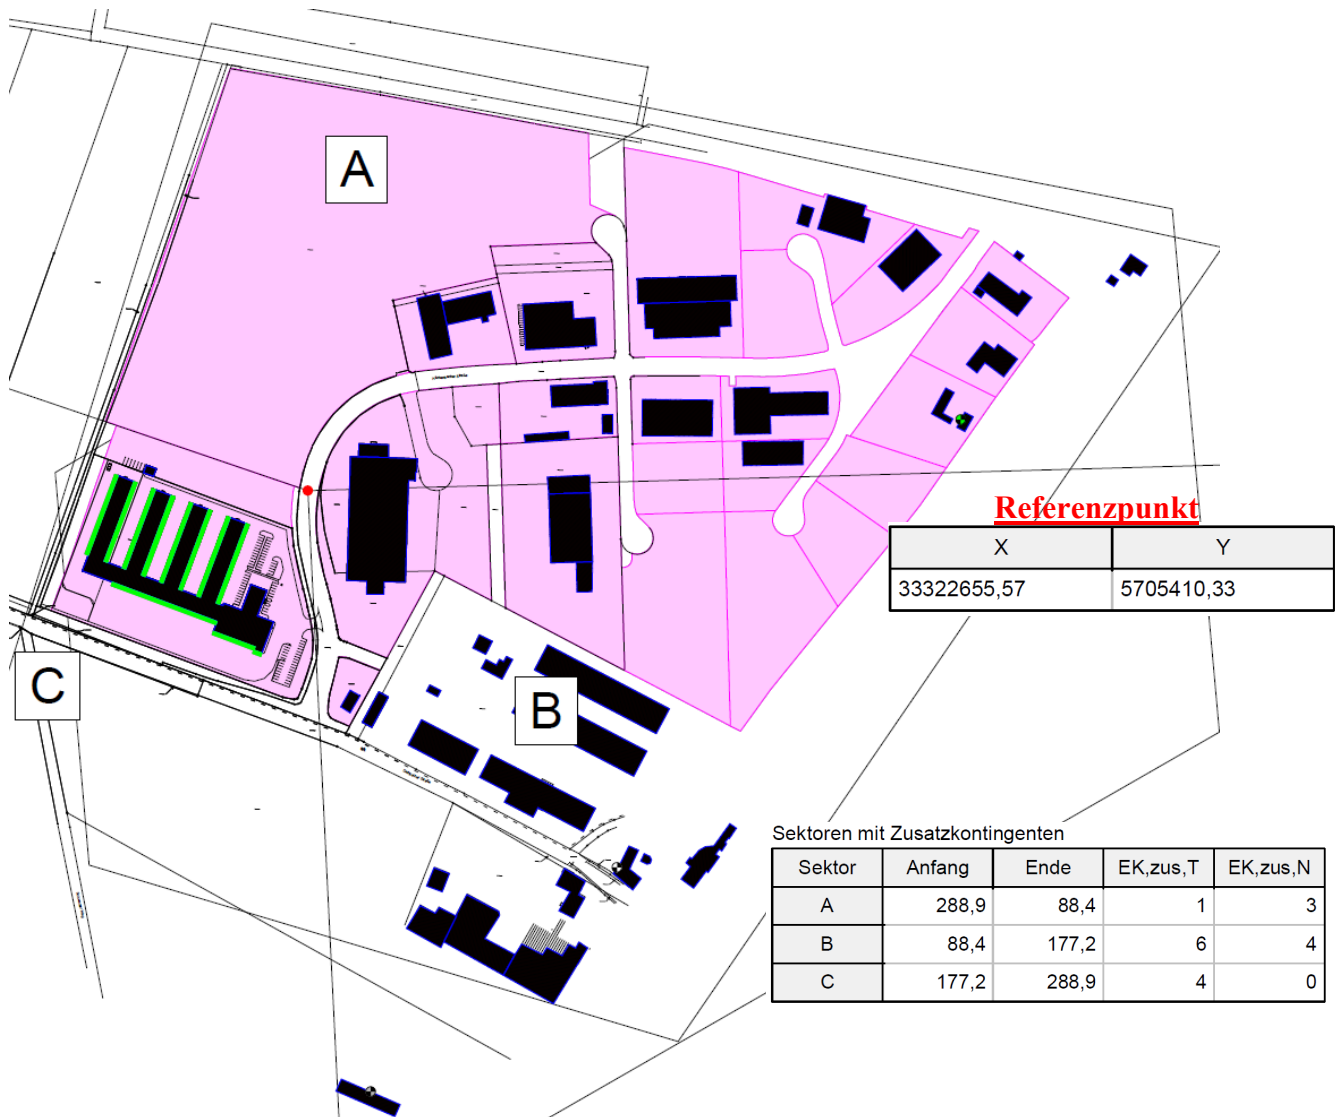 A
Referenzpunkt
X Y
33322655,57 5705410,33
C
B
Sektoren mit Zusatzkontingenten
Sektor Anfang Ende EK,zus,T EK,zus,N
A 288,9 88,4 1 3
B 88,4 177,2 6 4
C 177,2 288,9 4 0